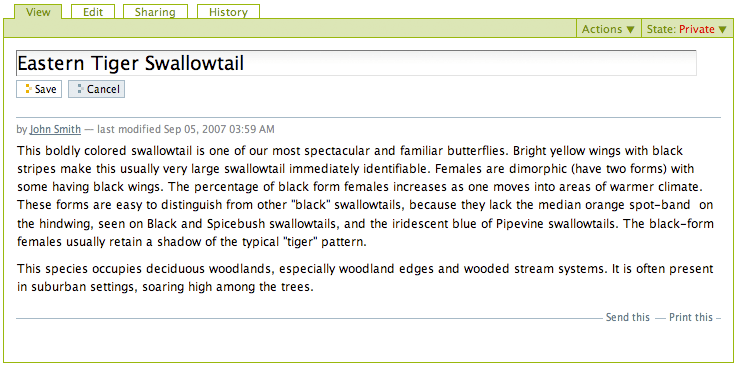 View Edit Sharing History
Actions ▼ State: Private ▼
Eastern Tiger Swallowtail
Save Cancel
by John Smith — last modified Sep 05, 2007 03:59 AM
This boldly colored swallowtail is one of our most spectacular and familiar butterflies. Bright yellow wings with black
stripes make this usually very large swallowtail immediately identifiable. Females are dimorphic (have two forms) with
some having black wings. The percentage of black form females increases as one moves into areas of warmer climate.
These forms are easy to distinguish from other "black" swallowtails, because they lack the median orange spot-band on
the hindwing, seen on Black and Spicebush swallowtails, and the iridescent blue of Pipevine swallowtails. The black-form
females usually retain a shadow of the typical "tiger" pattern.
This species occupies deciduous woodlands, especially woodland edges and wooded stream systems. It is often present
in suburban settings, soaring high among the trees.
Send this — Print this –